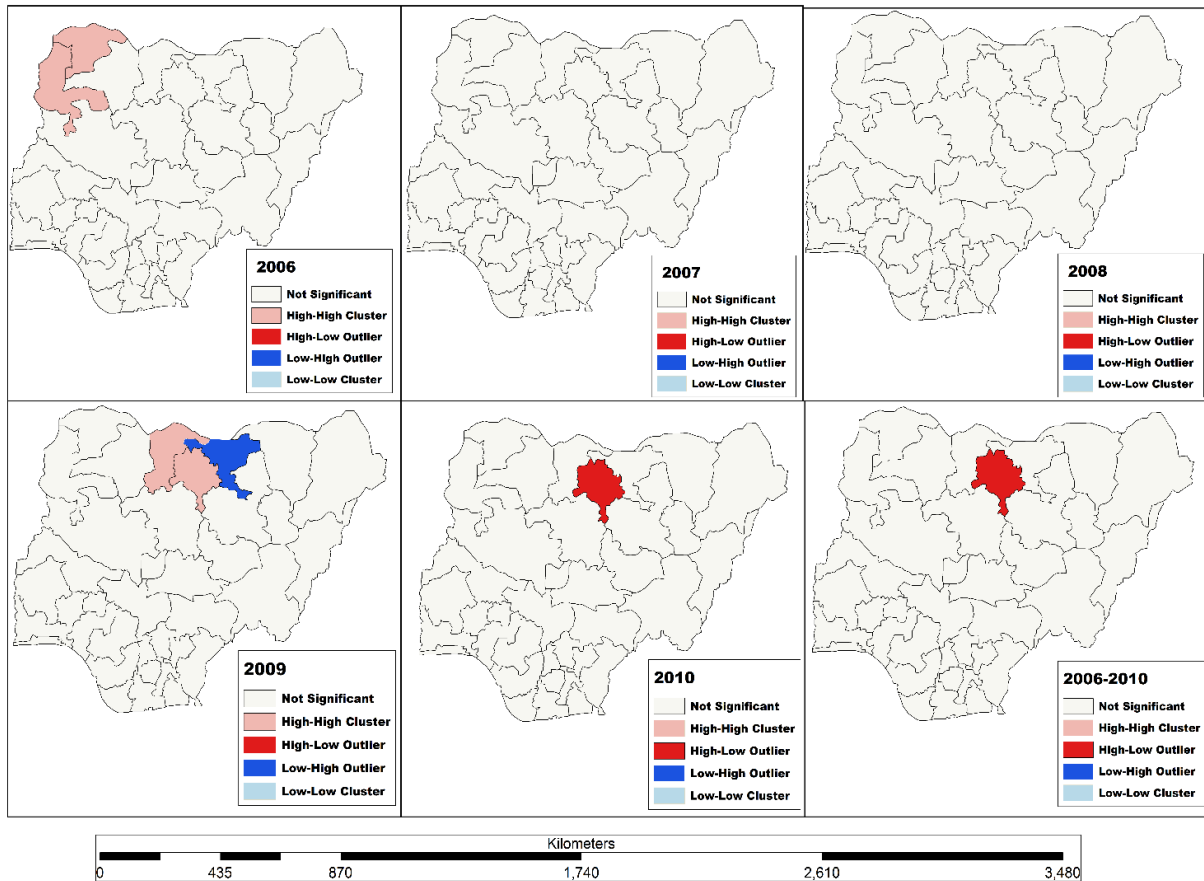 2006
Not Significant
High-High Cluster
High-Low Outlier
Low-High Outlier
Low-Low Cluster
2007
Not Significant
High-High Cluster
High-Low Outlier
Low-High Outlier
Low-Low Cluster
2008
Not Significant
High-High Cluster
High-Low Outlier
Low-High Outlier
Low-Low Cluster
2009
Not Significant
High-High Cluster
High-Low Outlier
Low-High Outlier
Low-Low Cluster
2010
Not Significant
High-High Cluster
High-Low Outlier
Low-High Outlier
Low-Low Cluster
2006-2010
Not Significant
High-High Cluster
High-Low Outlier
Low-High Outlier
Low-Low Cluster
Kilometers
0 435 870 1,740 2,610 3,480